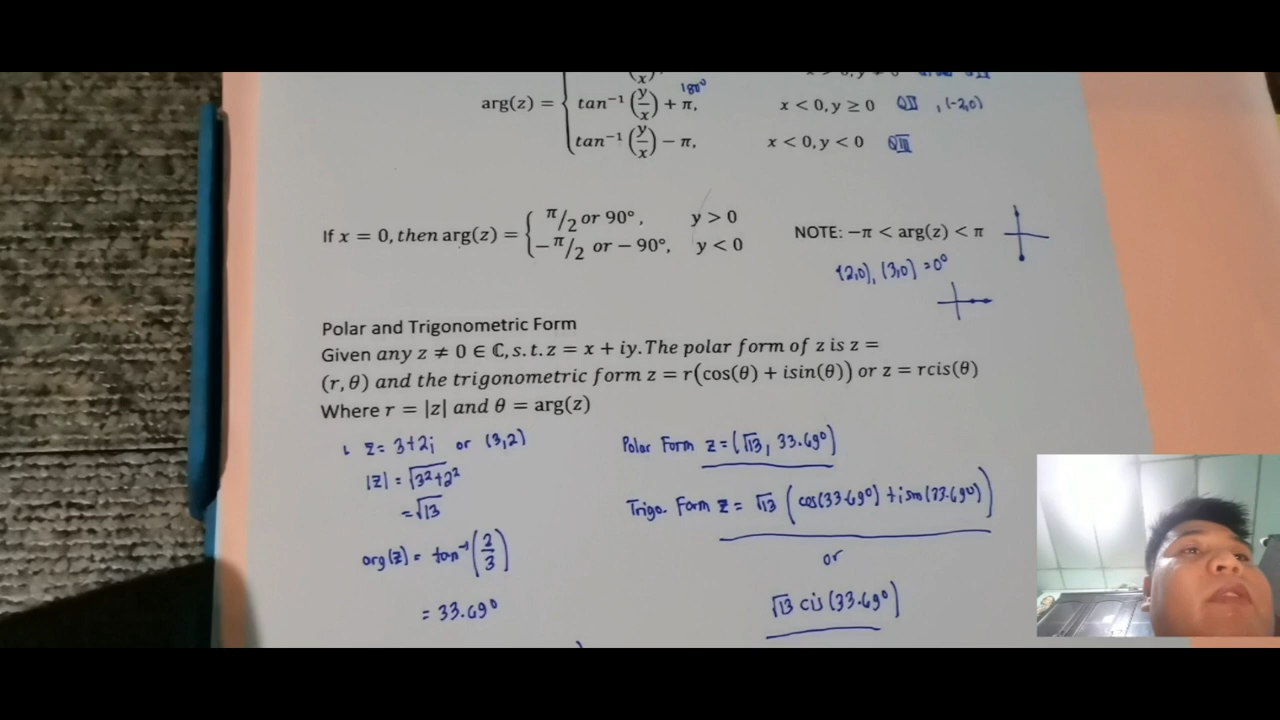 (x)'
arg(z) = { tan⁻¹ (y/x) + π, 180° x < 0, y ≥ 0 QII , (-2,0)
tan⁻¹ (y/x) − π, x < 0, y < 0 QIII
If x = 0, then arg(z) = { π/2 or 90°, y > 0
−π/2 or − 90°, y < 0
NOTE: −π < arg(z) < π
(2,0), (3,0) = 0°
Polar and Trigonometric Form
Given any z ≠ 0 ∈ ℂ, s.t. z = x + iy. The polar form of z is z =
(r, θ) and the trigonometric form z = r(cos(θ) + isin(θ)) or z = rcis(θ)
Where r = |z| and θ = arg(z)
z = 3+2i or (3,2)
|z| = √3²+2²
= √13
arg(z) = tan⁻¹ (2/3)
= 33.69°
Polar Form z = (√13, 33.69°)
Trigo. Form z = √13 (cos(33.69°) + i sin(33.69°))
or
√13 cis (33.69°)